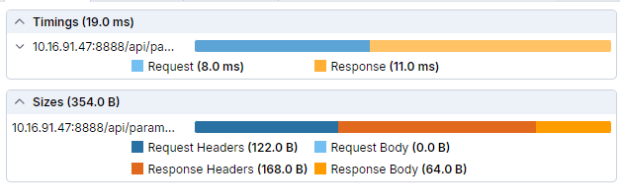 Timings (19.0 ms)
10.16.91.47:8888/api/pa...
Request (8.0 ms) Response (11.0 ms)
Sizes (354.0 B)
10.16.91.47:8888/api/param...
Request Headers (122.0 B) Request Body (0.0 B)
Response Headers (168.0 B) Response Body (64.0 B)